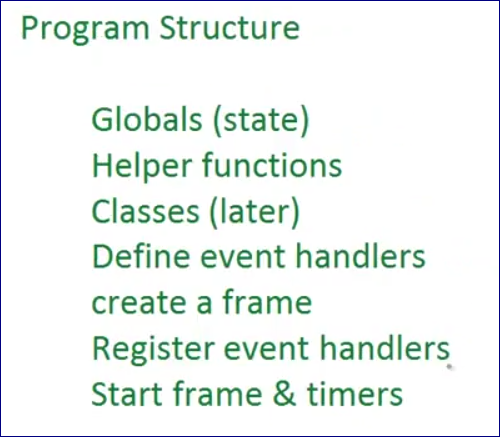 Program Structure
Globals (state)
Helper functions
Classes (later)
Define event handlers
create a frame
Register event handlers
Start frame & timers